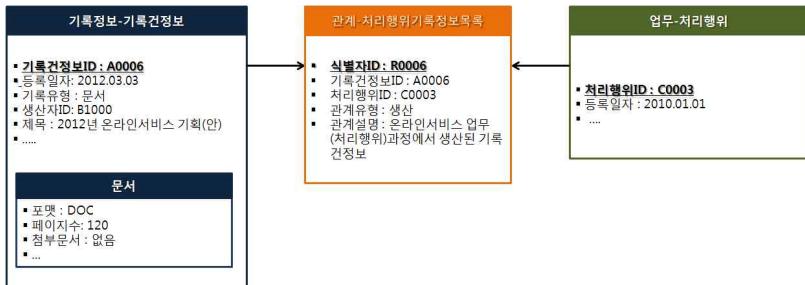 기록정보-기록건정보
▪ 기록건정보ID : A0006
▪ 등록일자: 2012.03.03
▪ 기록유형 : 문서
▪ 생산자ID: B1000
▪ 제목 : 2012년 온라인서비스 기획(안)
▪ .....
문서
▪ 포맷 : DOC
▪ 페이지수: 120
▪ 첨부문서 : 없음
▪ ...
관계-처리행위기록정보목록
▪ 식별자ID : R0006
▪ 기록건정보ID : A0006
▪ 처리행위ID : C0003
▪ 관계유형 : 생산
▪ 관계설명 : 온라인서비스 업무
(처리행위)과정에서 생산된 기록
건정보
업무-처리행위
▪ 처리행위ID : C0003
▪ 등록일자 : 2010.01.01
▪ ....